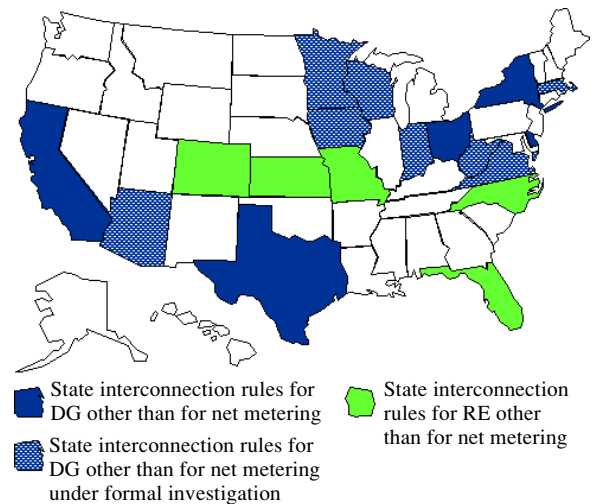 State interconnection rules for
DG other than for net metering
State interconnection rules for
DG other than for net metering
under formal investigation
State interconnection
rules for RE other
than for net metering